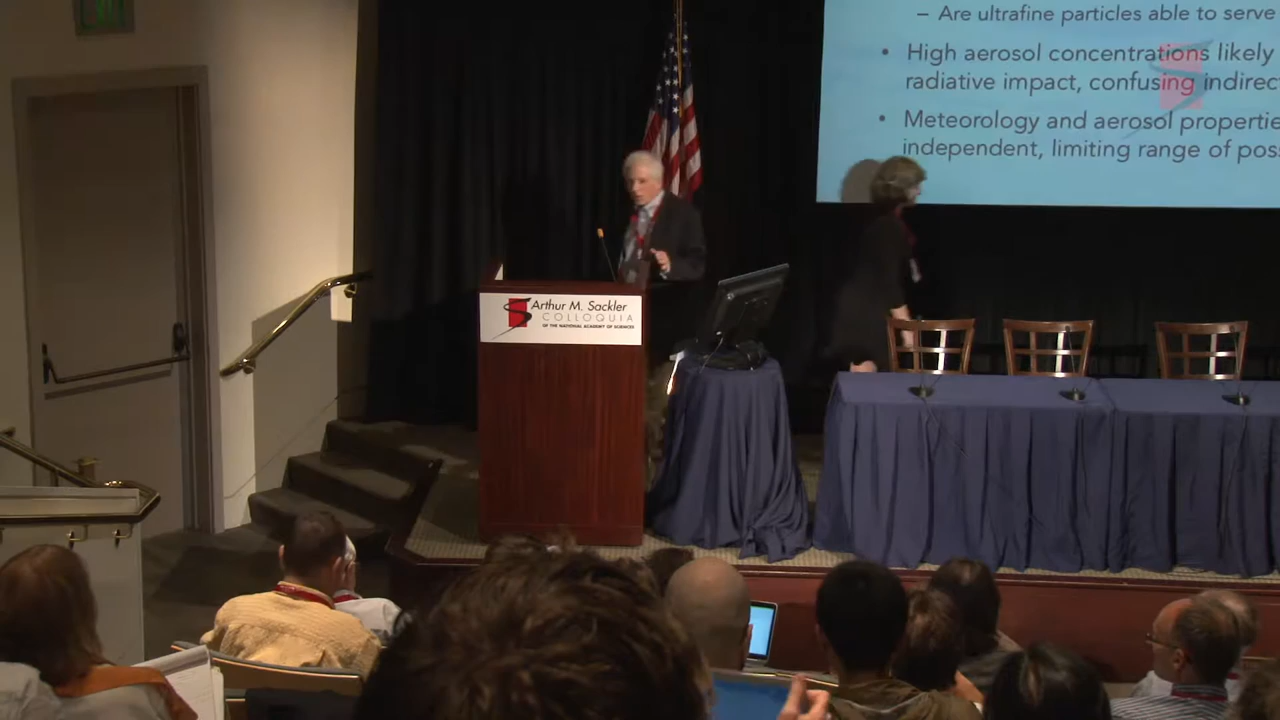 – Are ultrafine particles able to serve
• High aerosol concentrations likely
radiative impact, confusing indirec
• Meteorology and aerosol propertie
independent, limiting range of pos
Arthur M. Sackler
COLLOQUIA
OF THE NATIONAL ACADEMY OF SCIENCES